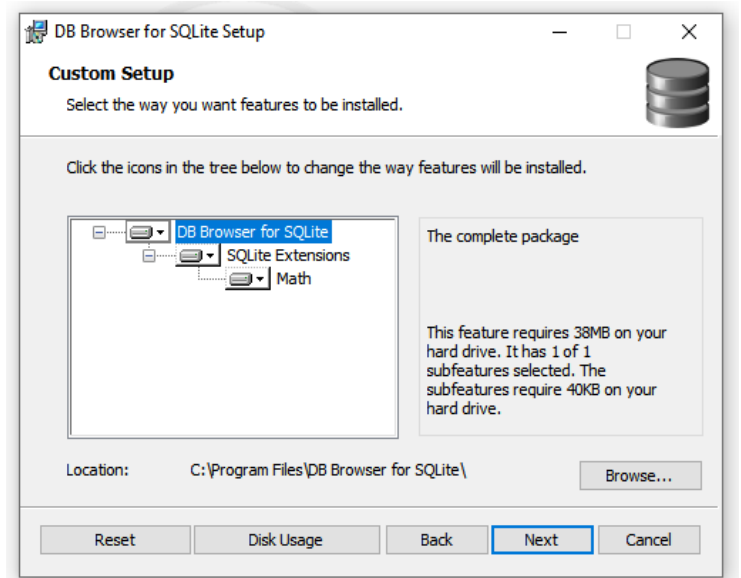 DB Browser for SQLite Setup
Custom Setup
Select the way you want features to be installed.
Click the icons in the tree below to change the way features will be installed.
DB Browser for SQLite
SQLite Extensions
Math
The complete package
This feature requires 38MB on your
hard drive. It has 1 of 1
subfeatures selected. The
subfeatures require 40KB on your
hard drive.
Location: C:\Program Files\DB Browser for SQLite\
Browse...
Reset Disk Usage Back Next Cancel